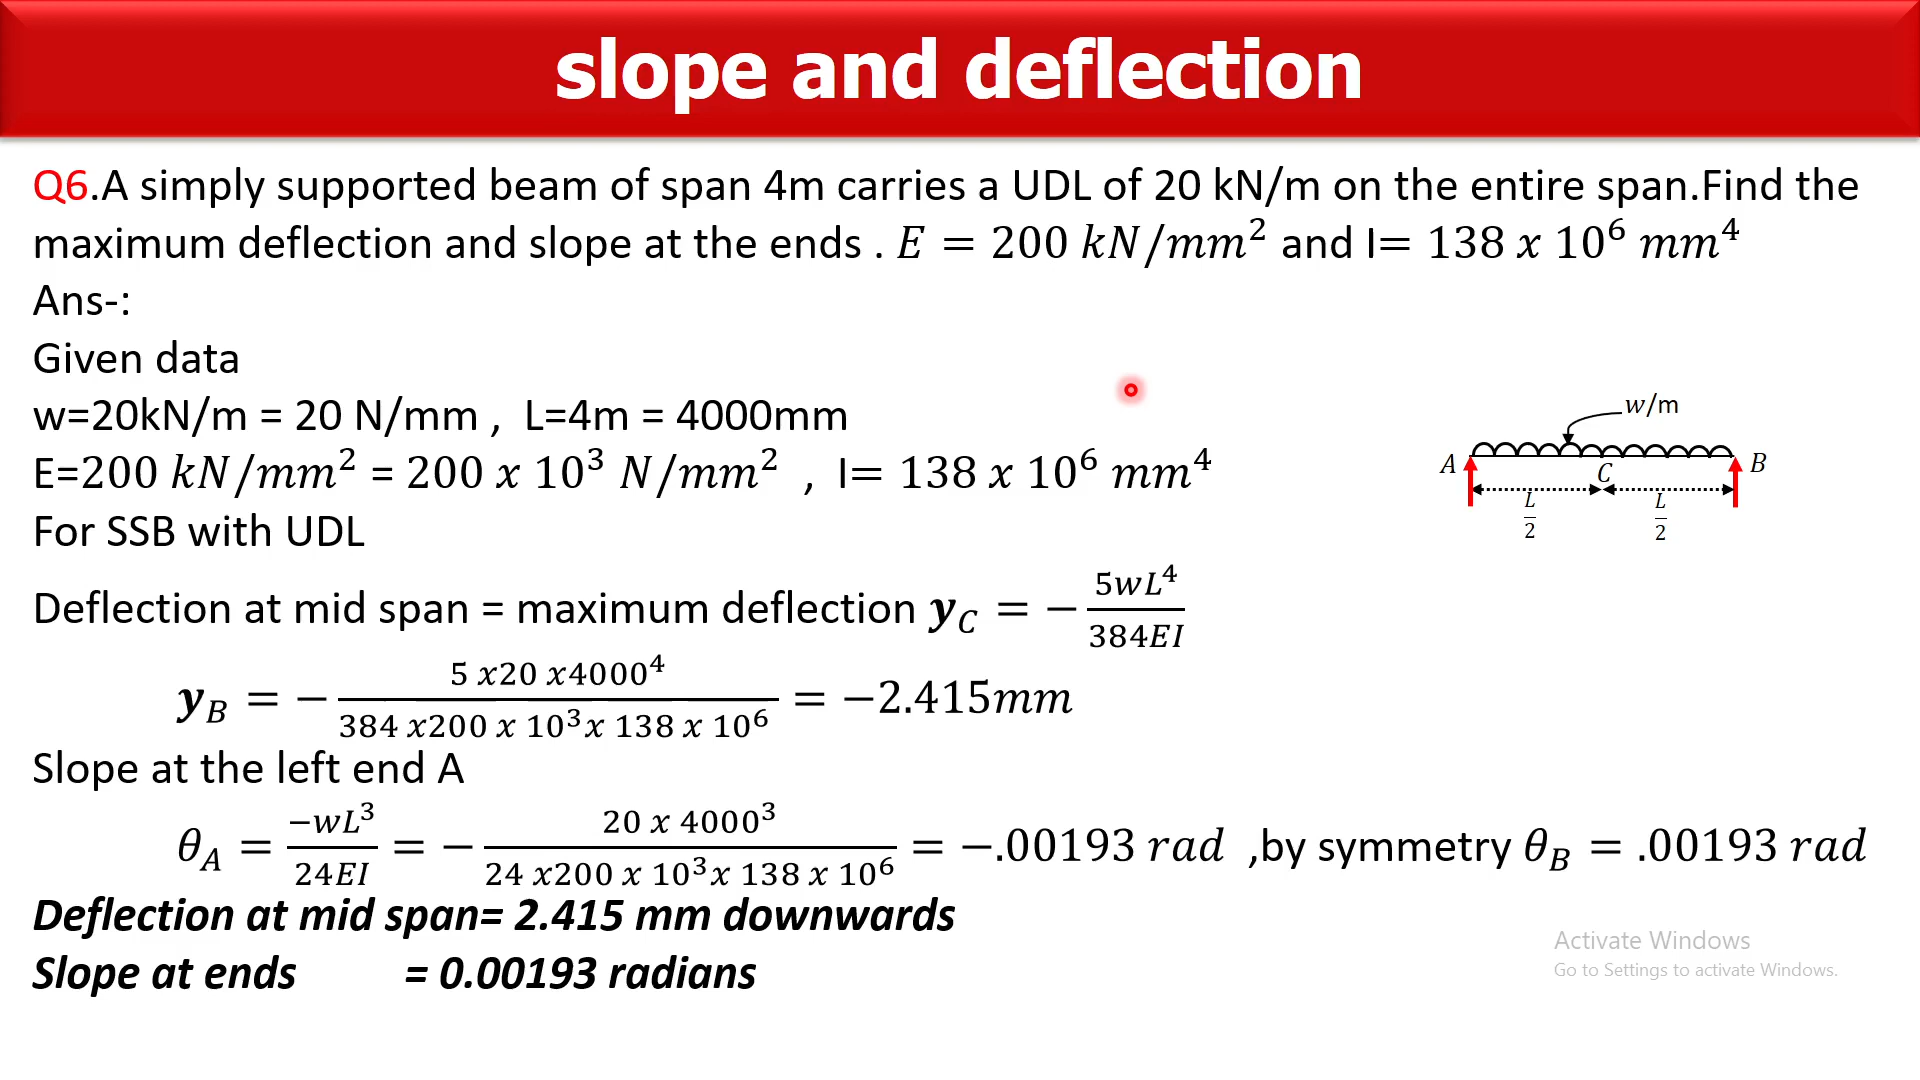 slope and deflection
Q6.A simply supported beam of span 4m carries a UDL of 20 kN/m on the entire span.Find the
maximum deflection and slope at the ends . E = 200 kN/mm² and I= 138 x 10⁶ mm⁴
Ans-:
Given data
w=20kN/m = 20 N/mm , L=4m = 4000mm
E=200 kN/mm² = 200 x 10³ N/mm² , I= 138 x 10⁶ mm⁴
For SSB with UDL
w/m
A C B
L/2 L/2
Deflection at mid span = maximum deflection y_C = − 5wL⁴/384EI
y_B = − 5 x20 x4000⁴/384 x200 x 10³x 138 x 10⁶ = −2.415mm
Slope at the left end A
θ_A = −wL³/24EI = − 20 x 4000³/24 x200 x 10³x 138 x 10⁶ = −.00193 rad ,by symmetry θ_B = .00193 rad
Deflection at mid span= 2.415 mm downwards
Slope at ends = 0.00193 radians
Activate Windows
Go to Settings to activate Windows.